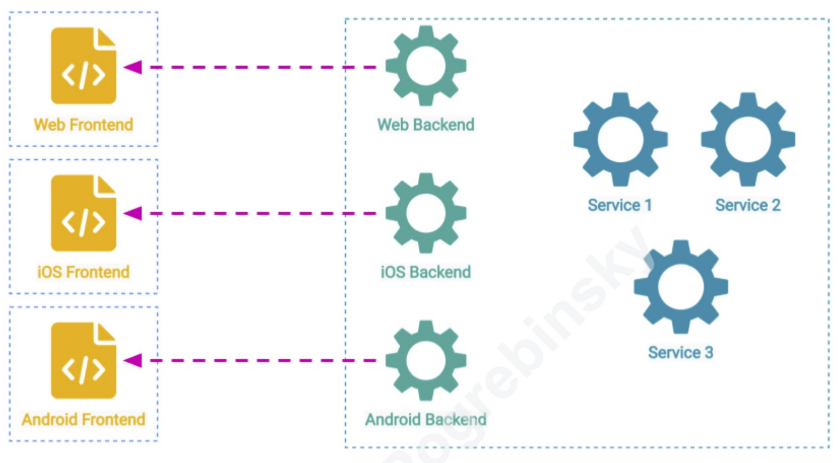 </>
Web Frontend
Web Backend
Service 1
Service 2
</>
iOS Frontend
iOS Backend
Service 3
</>
Android Frontend
Android Backend
Pogrebinsky